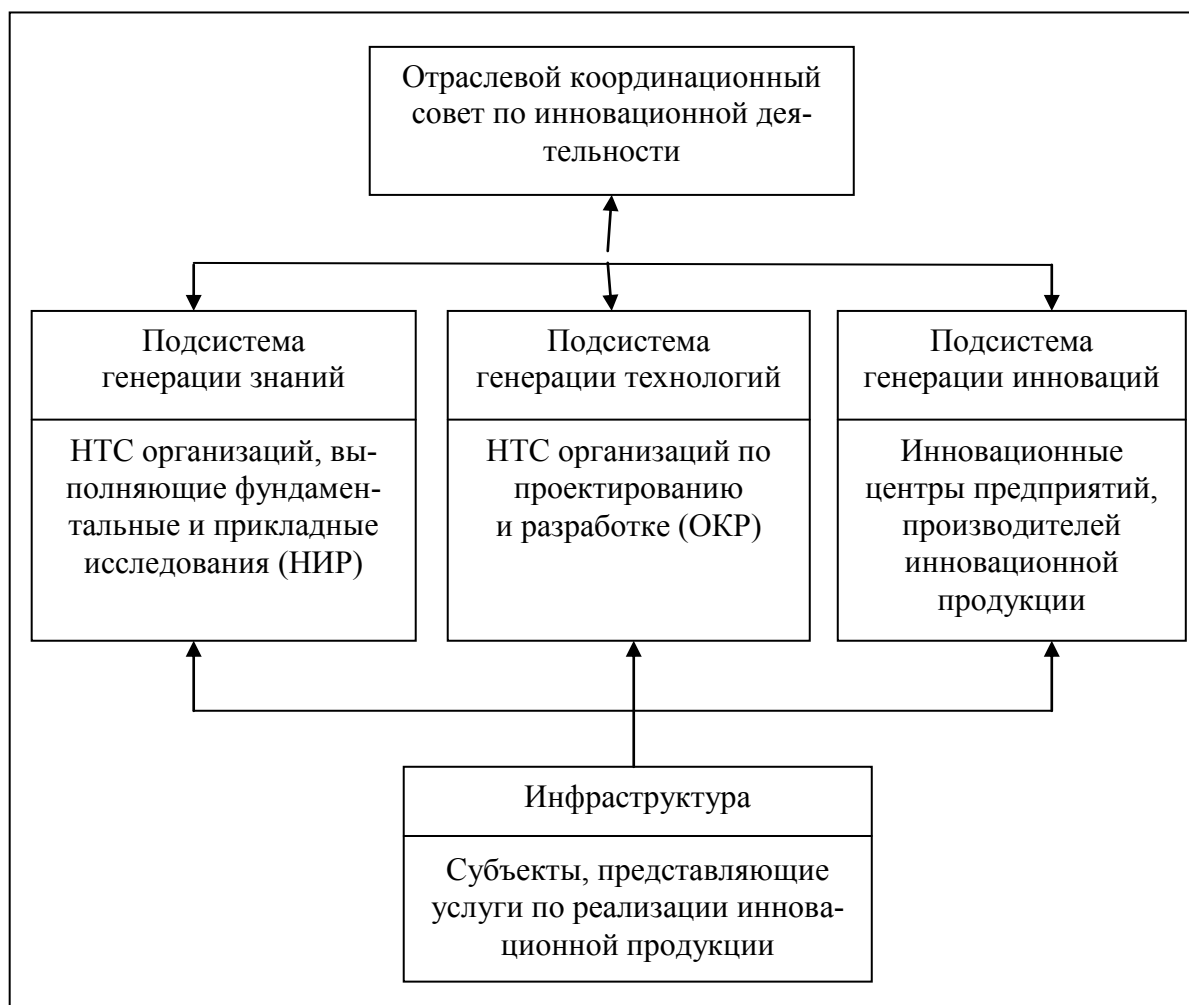 Отраслевой координационный
совет по инновационной дея-
тельности
Подсистема
генерации знаний
НТС организаций, вы-
полняющие фундамен-
тальные и прикладные
исследования (НИР)
Подсистема
генерации технологий
НТС организаций по
проектированию
и разработке (ОКР)
Подсистема
генерации инноваций
Инновационные
центры предприятий,
производителей
инновационной
продукции
Инфраструктура
Субъекты, представляющие
услуги по реализации иннова-
ционной продукции